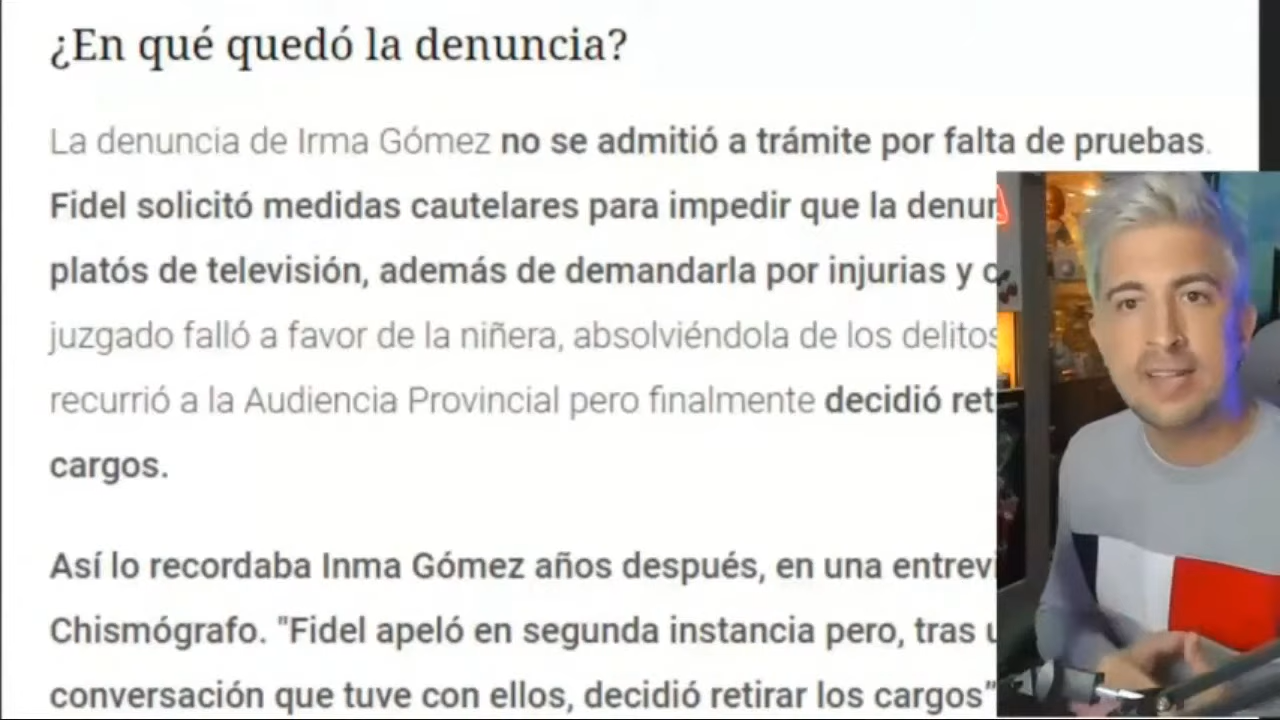 ¿En qué quedó la denuncia?
La denuncia de Irma Gómez no se admitió a trámite por falta de pruebas.
Fidel solicitó medidas cautelares para impedir que la
platós de televisión, además de demandarla por injurias y
juzgado falló a favor de la niñera, absolviéndola de los delitos
recurrió a la Audiencia Provincial pero finalmente decidió
cargos.
Así lo recordaba Inma Gómez años después, en una
Chismógrafo. "Fidel apeló en segunda instancia pero, tras
conversación que tuve con ellos, decidió retirar los cargos"